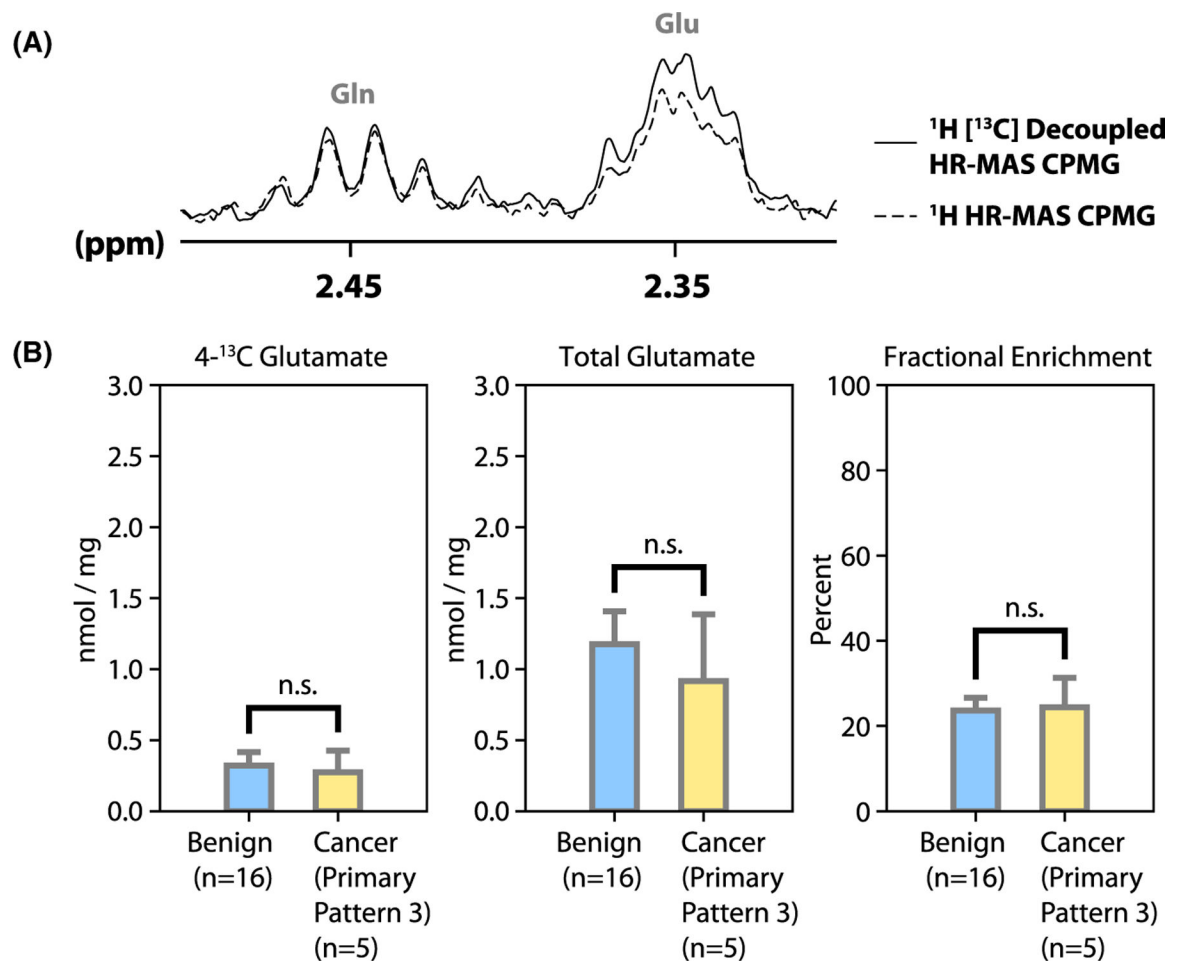 (A)
Glu
Gln
¹H [¹³C] Decoupled
HR-MAS CPMG
¹H HR-MAS CPMG
(ppm)
2.45
2.35
(B)
4-¹³C Glutamate
3.0
2.5
2.0
1.5
1.0
0.5
0.0
nmol / mg
n.s.
Benign
(n=16)
Cancer
(Primary
Pattern 3)
(n=5)
Total Glutamate
3.0
2.5
2.0
1.5
1.0
0.5
0.0
nmol / mg
n.s.
Benign
(n=16)
Cancer
(Primary
Pattern 3)
(n=5)
Fractional Enrichment
100
80
60
40
20
0
Percent
n.s.
Benign
(n=16)
Cancer
(Primary
Pattern 3)
(n=5)